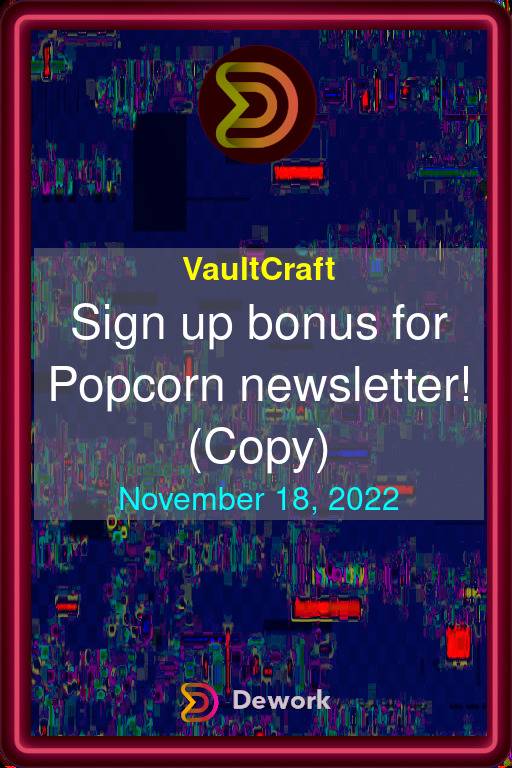 VaultCraft
Sign up bonus for
Popcorn newsletter!
(Copy)
November 18, 2022
Dework